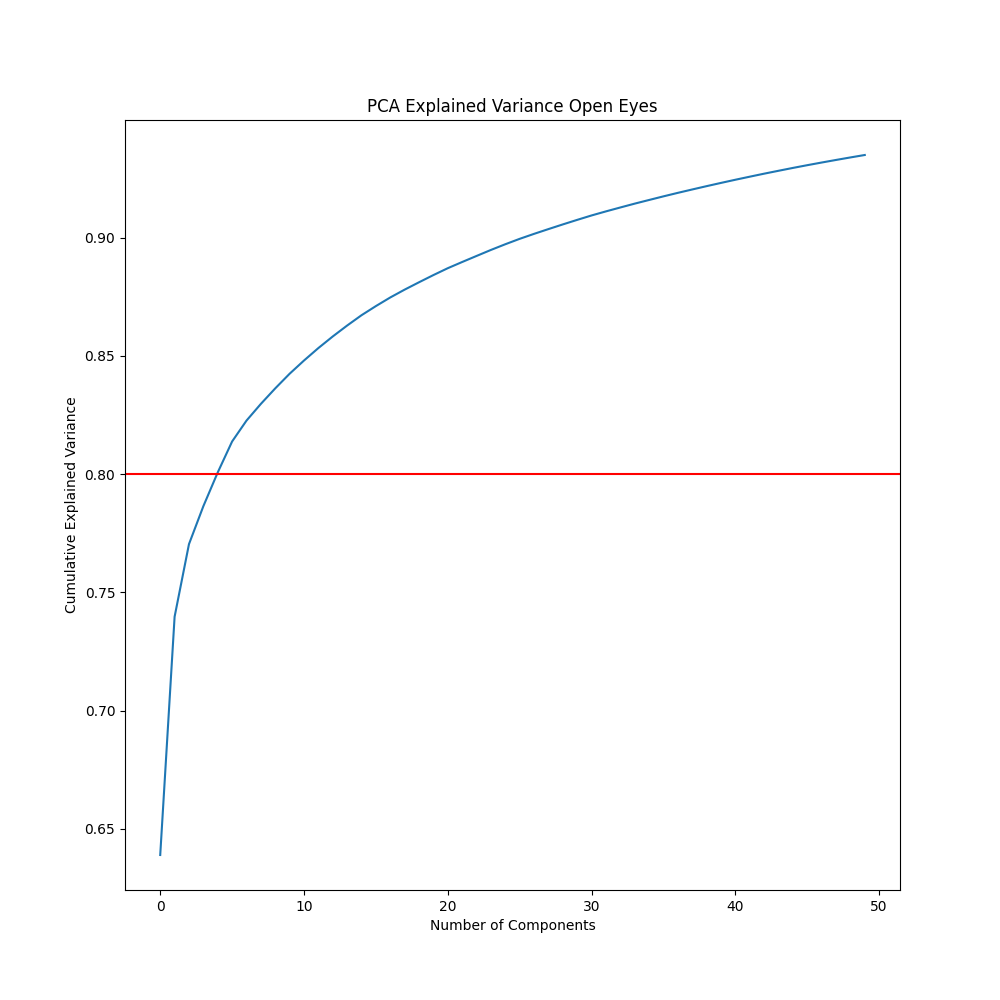 PCA Explained Variance Open Eyes
0.90
0.85
0.80
0.75
0.70
0.65
Cumulative Explained Variance
0 10 20 30 40 50
Number of Components